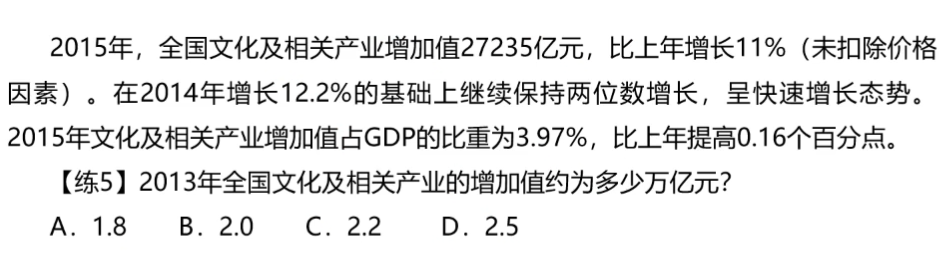 2015年，全国文化及相关产业增加值27235亿元，比上年增长11%（未扣除价格
因素）。在2014年增长12.2%的基础上继续保持两位数增长，呈快速增长态势。
2015年文化及相关产业增加值占GDP的比重为3.97%，比上年提高0.16个百分点。
【练5】2013年全国文化及相关产业的增加值约为多少万亿元？
A．1.8 B．2.0 C．2.2 D．2.5